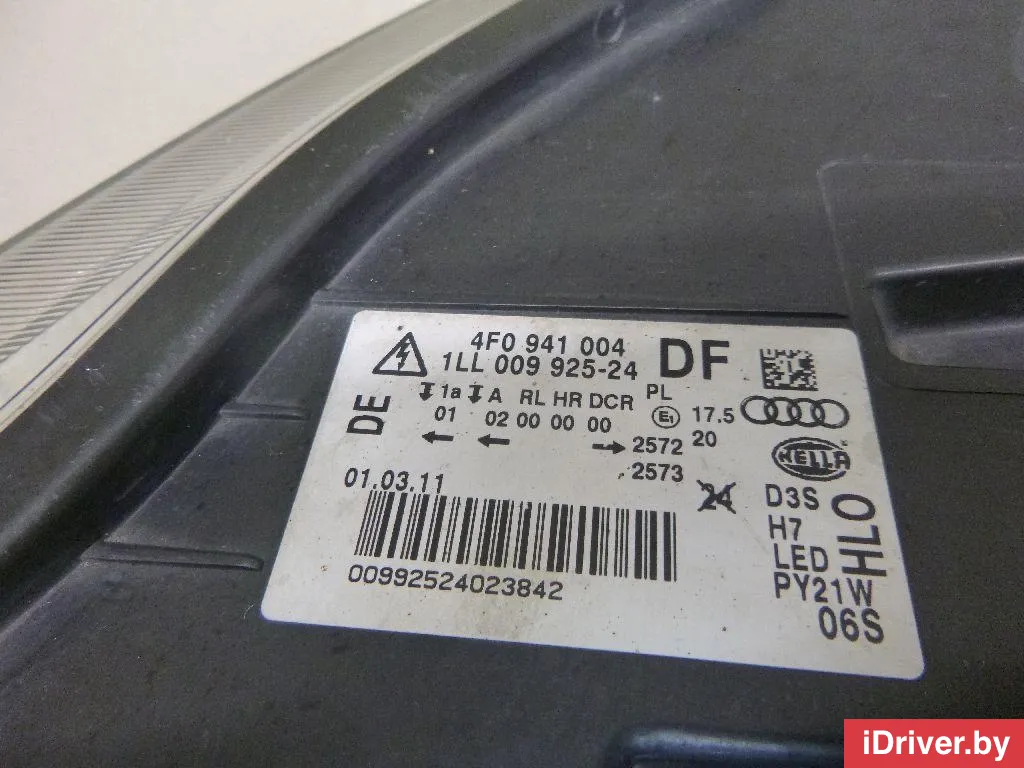 4F0 941 004 DF
1LL 009 925-24
DE
1a A RL HR DCR PL
01 02 00 00 00 E1 17.5
2572 20
2573
01.03.11
24
HELLA
D3S
H7
LED
PY21W
06S
HLO
00992524023842
iDriver.by